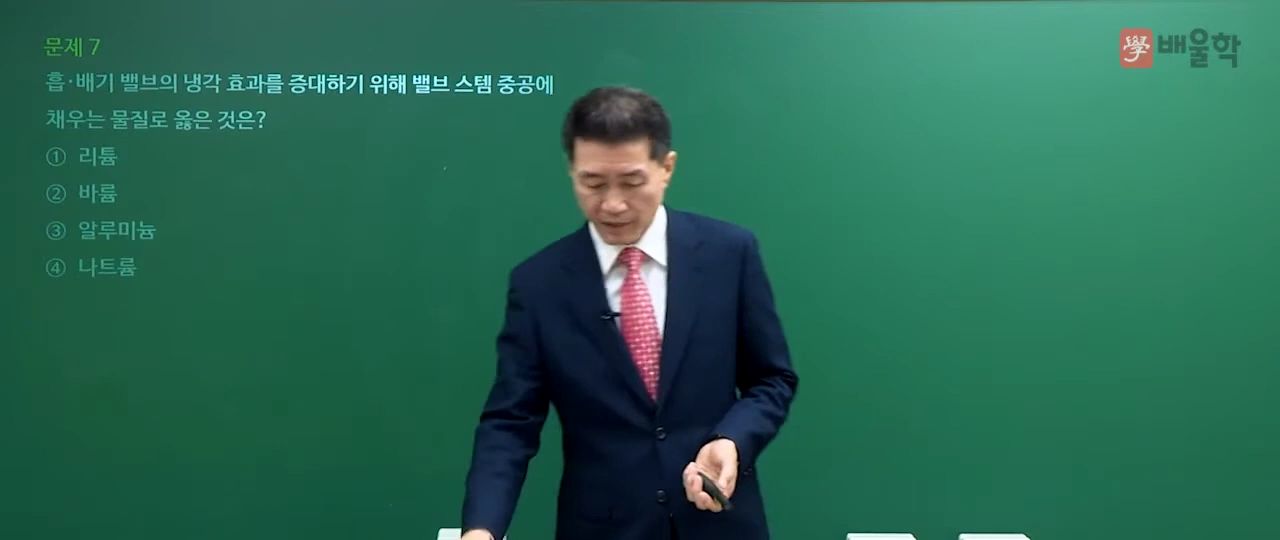 문제 7
흡·배기 밸브의 냉각 효과를 증대하기 위해 밸브 스템 중공에
채우는 물질로 옳은 것은?
① 리튬
② 바륨
③ 알루미늄
④ 나트륨
學 배울학